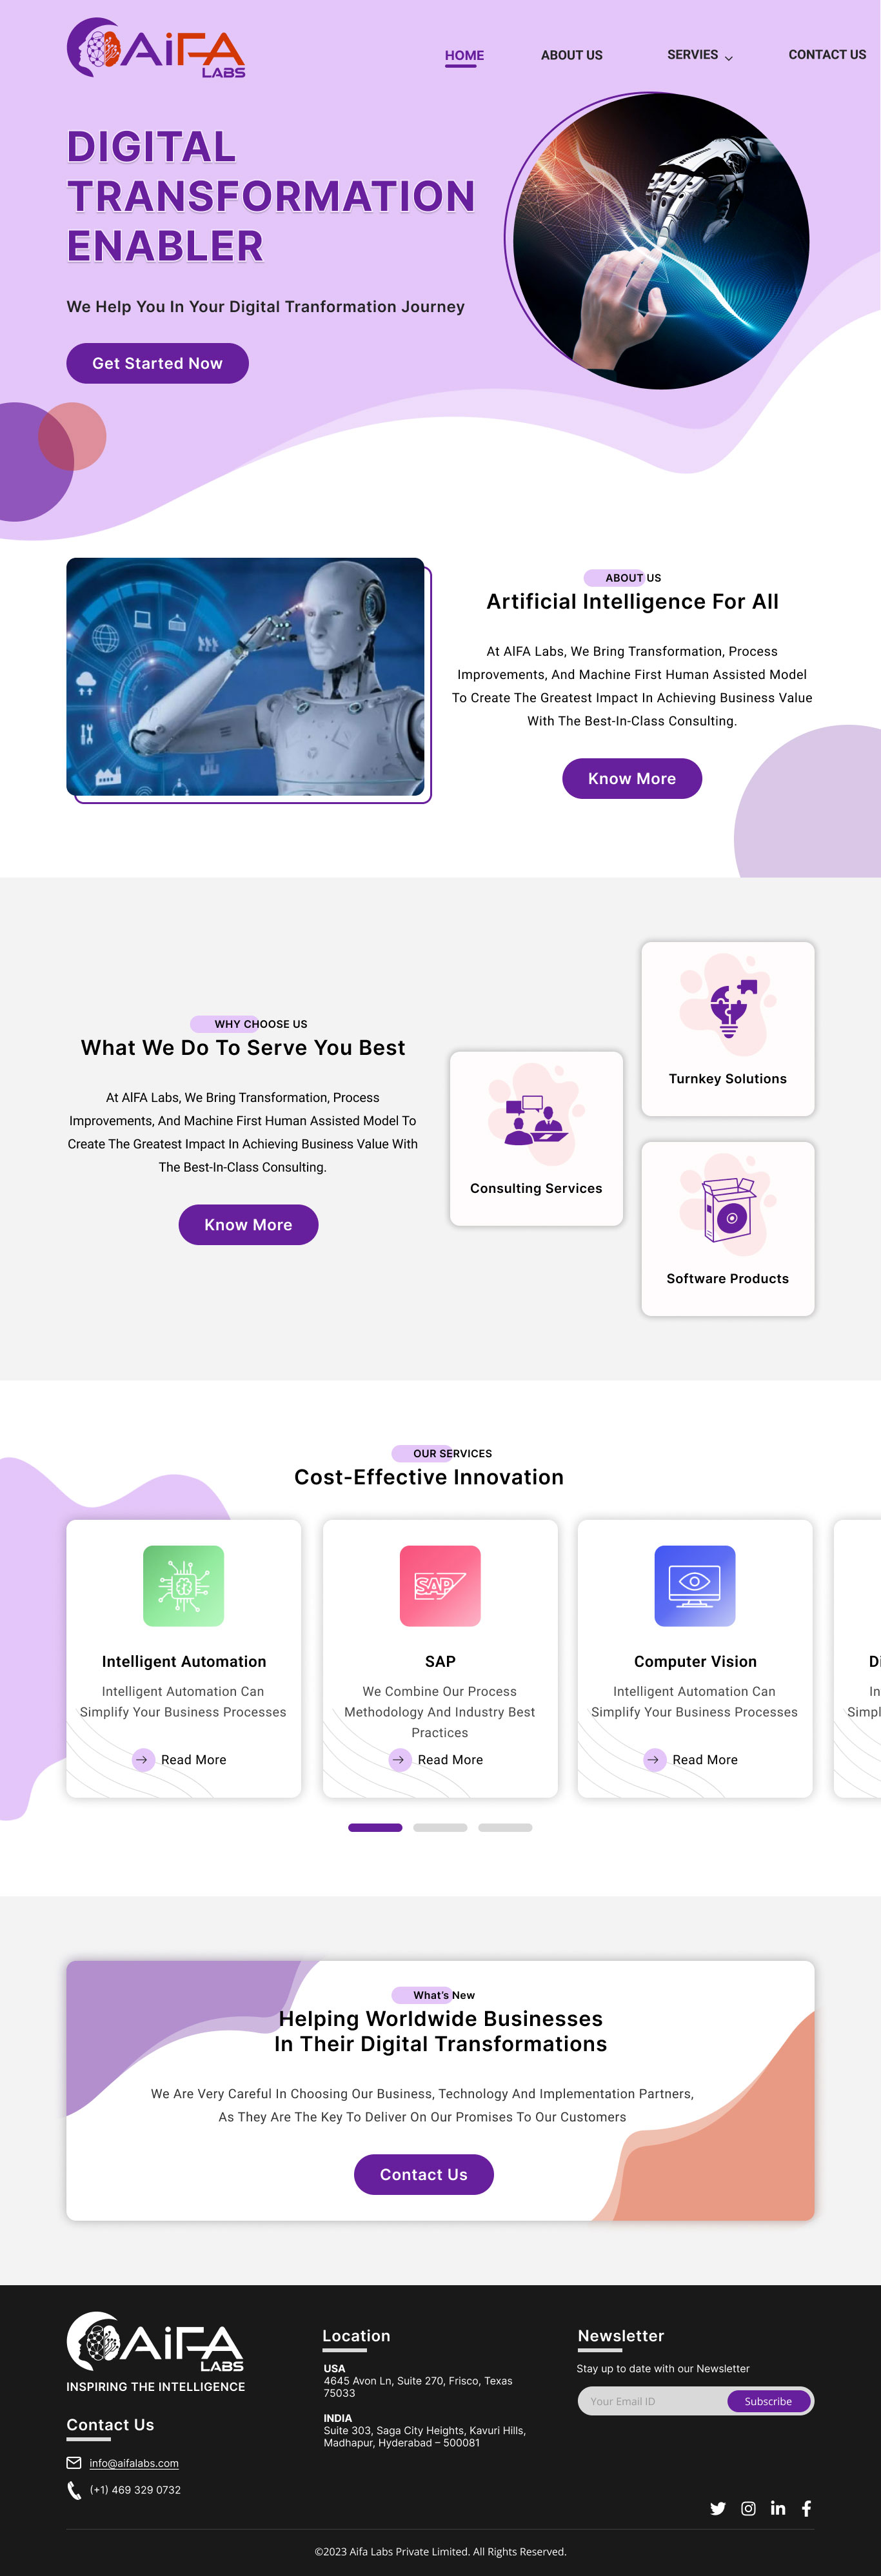 AiFA
LABS
HOME
ABOUT US
SERVIES
CONTACT US
DIGITAL
TRANSFORMATION
ENABLER
We Help You In Your Digital Tranformation Journey
Get Started Now
ABOUT US
Artificial Intelligence For All
At AIFA Labs, We Bring Transformation, Process
Improvements, And Machine First Human Assisted Model
To Create The Greatest Impact In Achieving Business Value
With The Best-In-Class Consulting.
Know More
WHY CHOOSE US
What We Do To Serve You Best
At AIFA Labs, We Bring Transformation, Process
Improvements, And Machine First Human Assisted Model To
Create The Greatest Impact In Achieving Business Value With
The Best-In-Class Consulting.
Know More
Consulting Services
Turnkey Solutions
Software Products
OUR SERVICES
Cost-Effective Innovation
Intelligent Automation
Intelligent Automation Can
Simplify Your Business Processes
Read More
SAP
SAP
We Combine Our Process
Methodology And Industry Best
Practices
Read More
Computer Vision
Intelligent Automation Can
Simplify Your Business Processes
Read More
Di
In
Simpl
What's New
Helping Worldwide Businesses
In Their Digital Transformations
We Are Very Careful In Choosing Our Business, Technology And Implementation Partners,
As They Are The Key To Deliver On Our Promises To Our Customers
Contact Us
AiFA
LABS
INSPIRING THE INTELLIGENCE
Contact Us
info@aifalabs.com
(+1) 469 329 0732
Location
USA
4645 Avon Ln, Suite 270, Frisco, Texas
75033
INDIA
Suite 303, Saga City Heights, Kavuri Hills,
Madhapur, Hyderabad – 500081
Newsletter
Stay up to date with our Newsletter
Your Email ID
Subscribe
©2023 Aifa Labs Private Limited. All Rights Reserved.